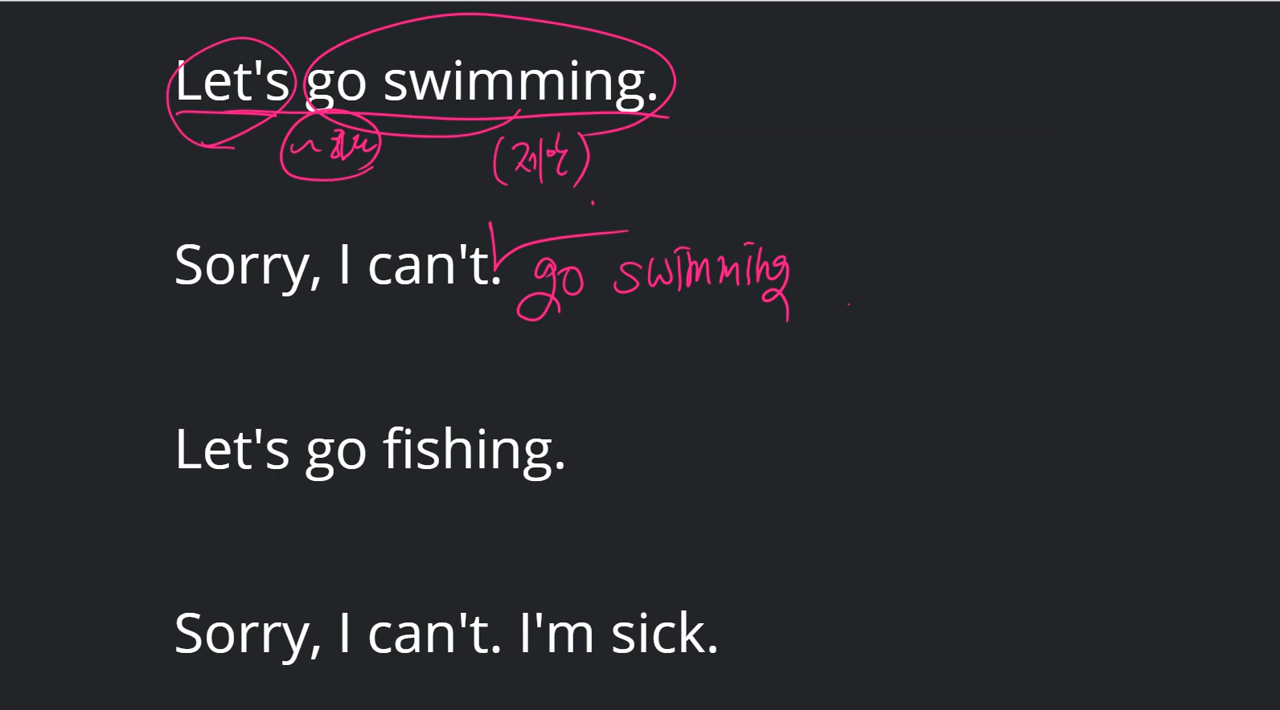 Let's go swimming.
~ 하자 (제안)
Sorry, I can't. go swimming
Let's go fishing.
Sorry, I can't. I'm sick.